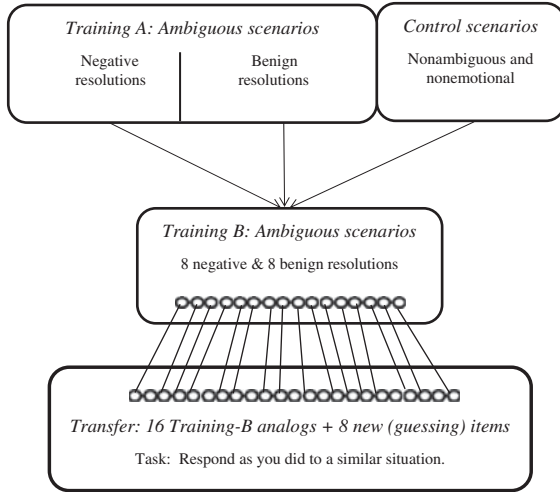 Training A: Ambiguous scenarios
Negative
resolutions
Benign
resolutions
Control scenarios
Nonambiguous and
nonemotional
Training B: Ambiguous scenarios
8 negative & 8 benign resolutions
Transfer: 16 Training-B analogs + 8 new (guessing) items
Task: Respond as you did to a similar situation.